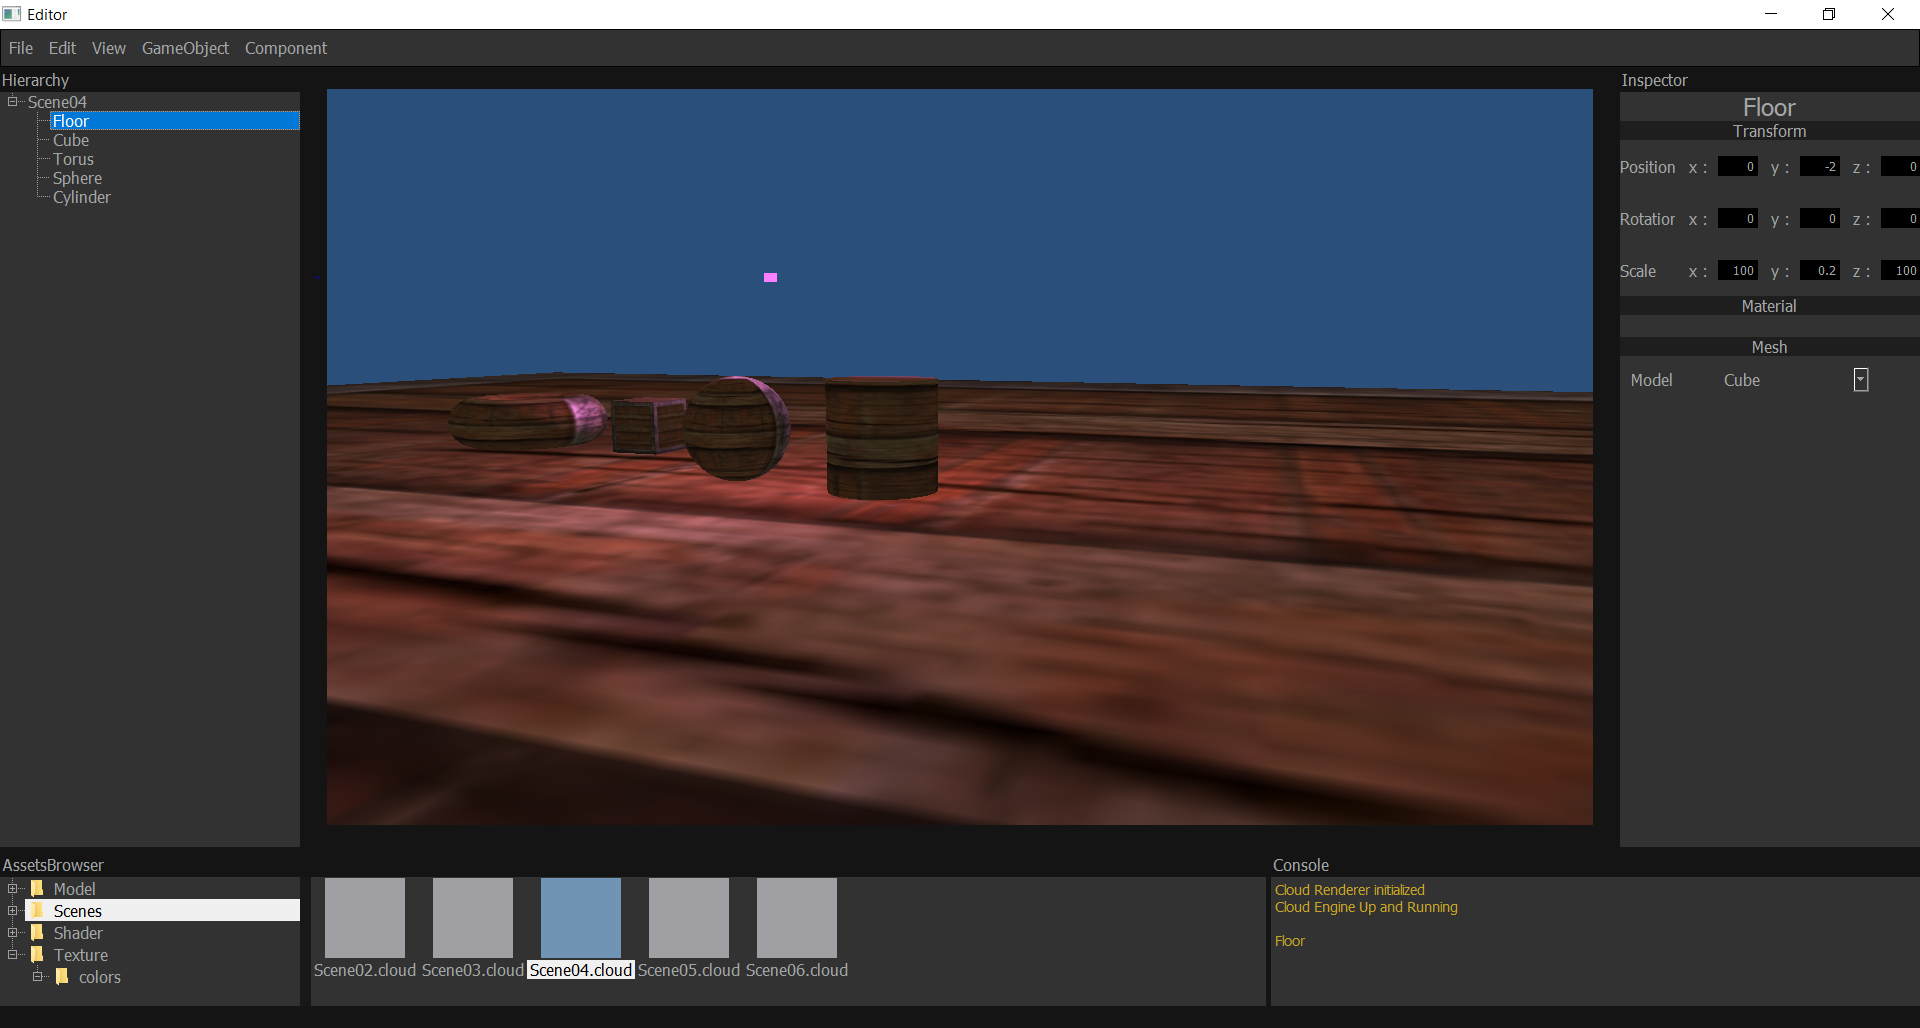 Editor
File Edit View GameObject Component
Hierarchy
Scene04
Floor
Cube
Torus
Sphere
Cylinder
Inspector
Floor
Transform
Position x : 0 y : -2 z : 0
Rotation x : 0 y : 0 z : 0
Scale x : 100 y : 0.2 z : 100
Material
Mesh
Model Cube
AssetsBrowser
Model
Scenes
Shader
Texture
colors
Scene02.cloud Scene03.cloud Scene04.cloud Scene05.cloud Scene06.cloud
Console
Cloud Renderer initialized
Cloud Engine Up and Running
Floor